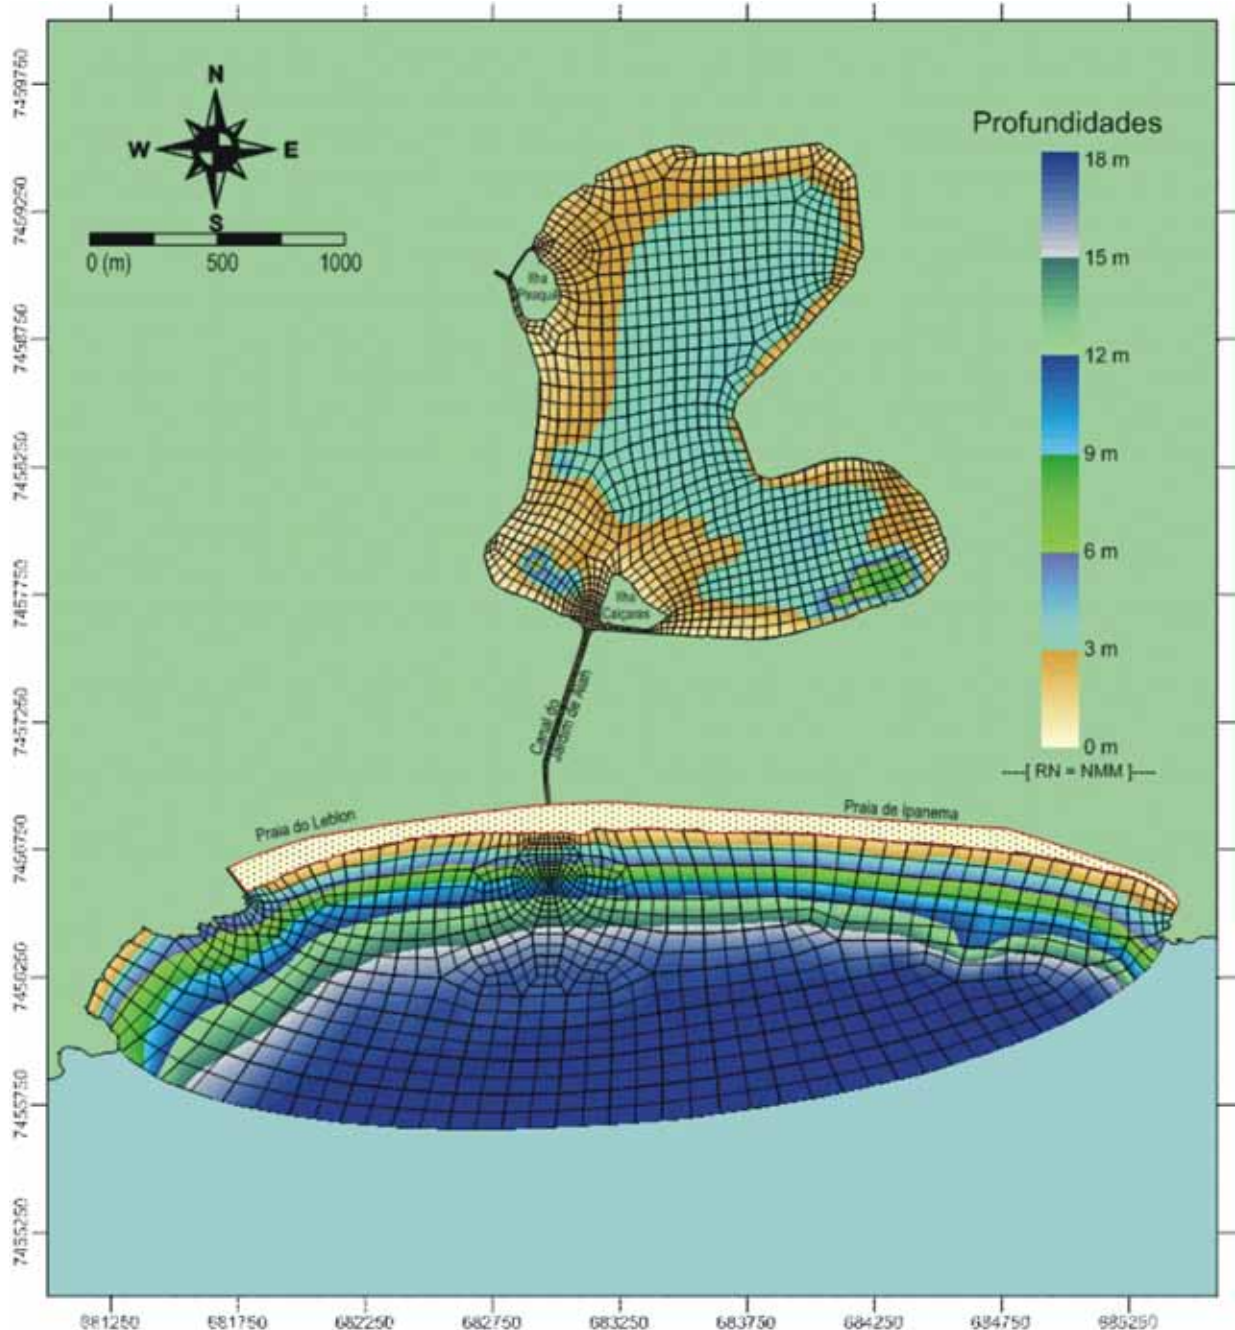 N
W E
S
0 (m) 500 1000
Profundidades
18 m
15 m
12 m
9 m
6 m
3 m
0 m
----[ RN = NMM ]----
Ilha
Ilha
Caiçaras
Canal do
Jardim de Alah
Praia do Leblon
Praia de Ipanema
7459750
7459250
7458750
7458250
7457750
7457250
7456750
7456250
7455750
7455250
681250 681750 682250 682750 683250 683750 684250 684750 685250